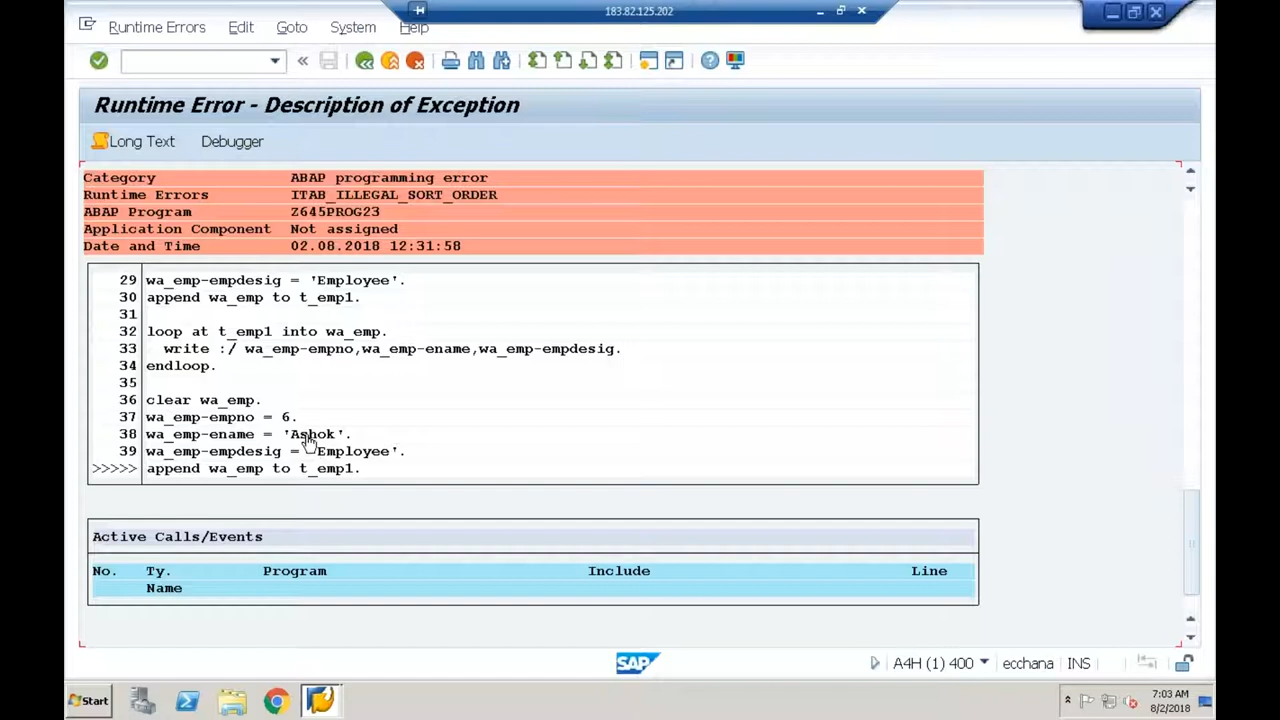 183.82.125.202
Runtime Errors Edit Goto System Help
Runtime Error - Description of Exception
Long Text Debugger
Category ABAP programming error
Runtime Errors ITAB_ILLEGAL_SORT_ORDER
ABAP Program Z645PROG23
Application Component Not assigned
Date and Time 02.08.2018 12:31:58
29 wa_emp-empdesig = 'Employee'.
30 append wa_emp to t_emp1.
31
32 loop at t_emp1 into wa_emp.
33 write :/ wa_emp-empno,wa_emp-ename,wa_emp-empdesig.
34 endloop.
35
36 clear wa_emp.
37 wa_emp-empno = 6.
38 wa_emp-ename = 'Ashok'.
39 wa_emp-empdesig = 'Employee'.
>>>>> append wa_emp to t_emp1.
Active Calls/Events
No. Ty. Program Include Line
Name
SAP A4H (1) 400 ecchana INS
Start 7:03 AM
8/2/2018